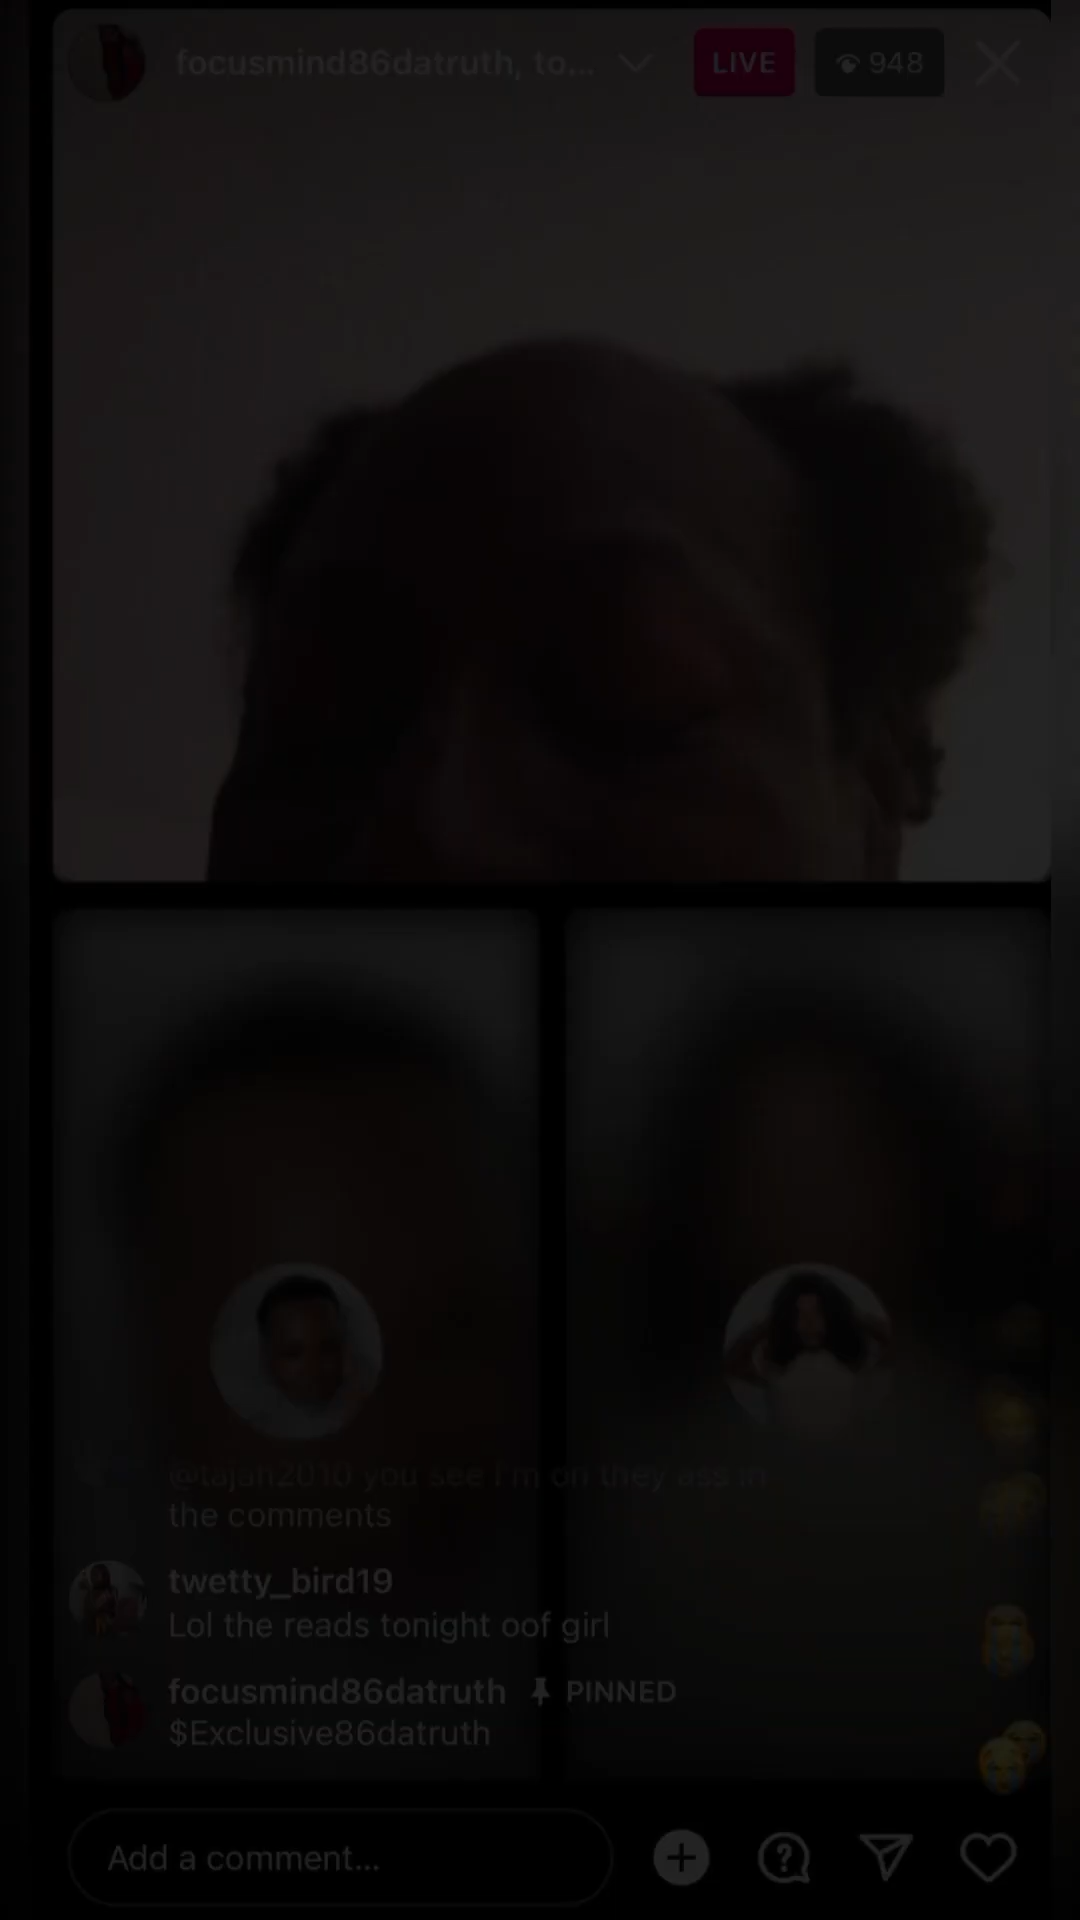 focusmind86datruth, to...
LIVE
948
@tajah2010 you see I'm on they ass in
the comments
twetty_bird19
Lol the reads tonight oof girl
focusmind86datruth PINNED
$Exclusive86datruth
Add a comment...